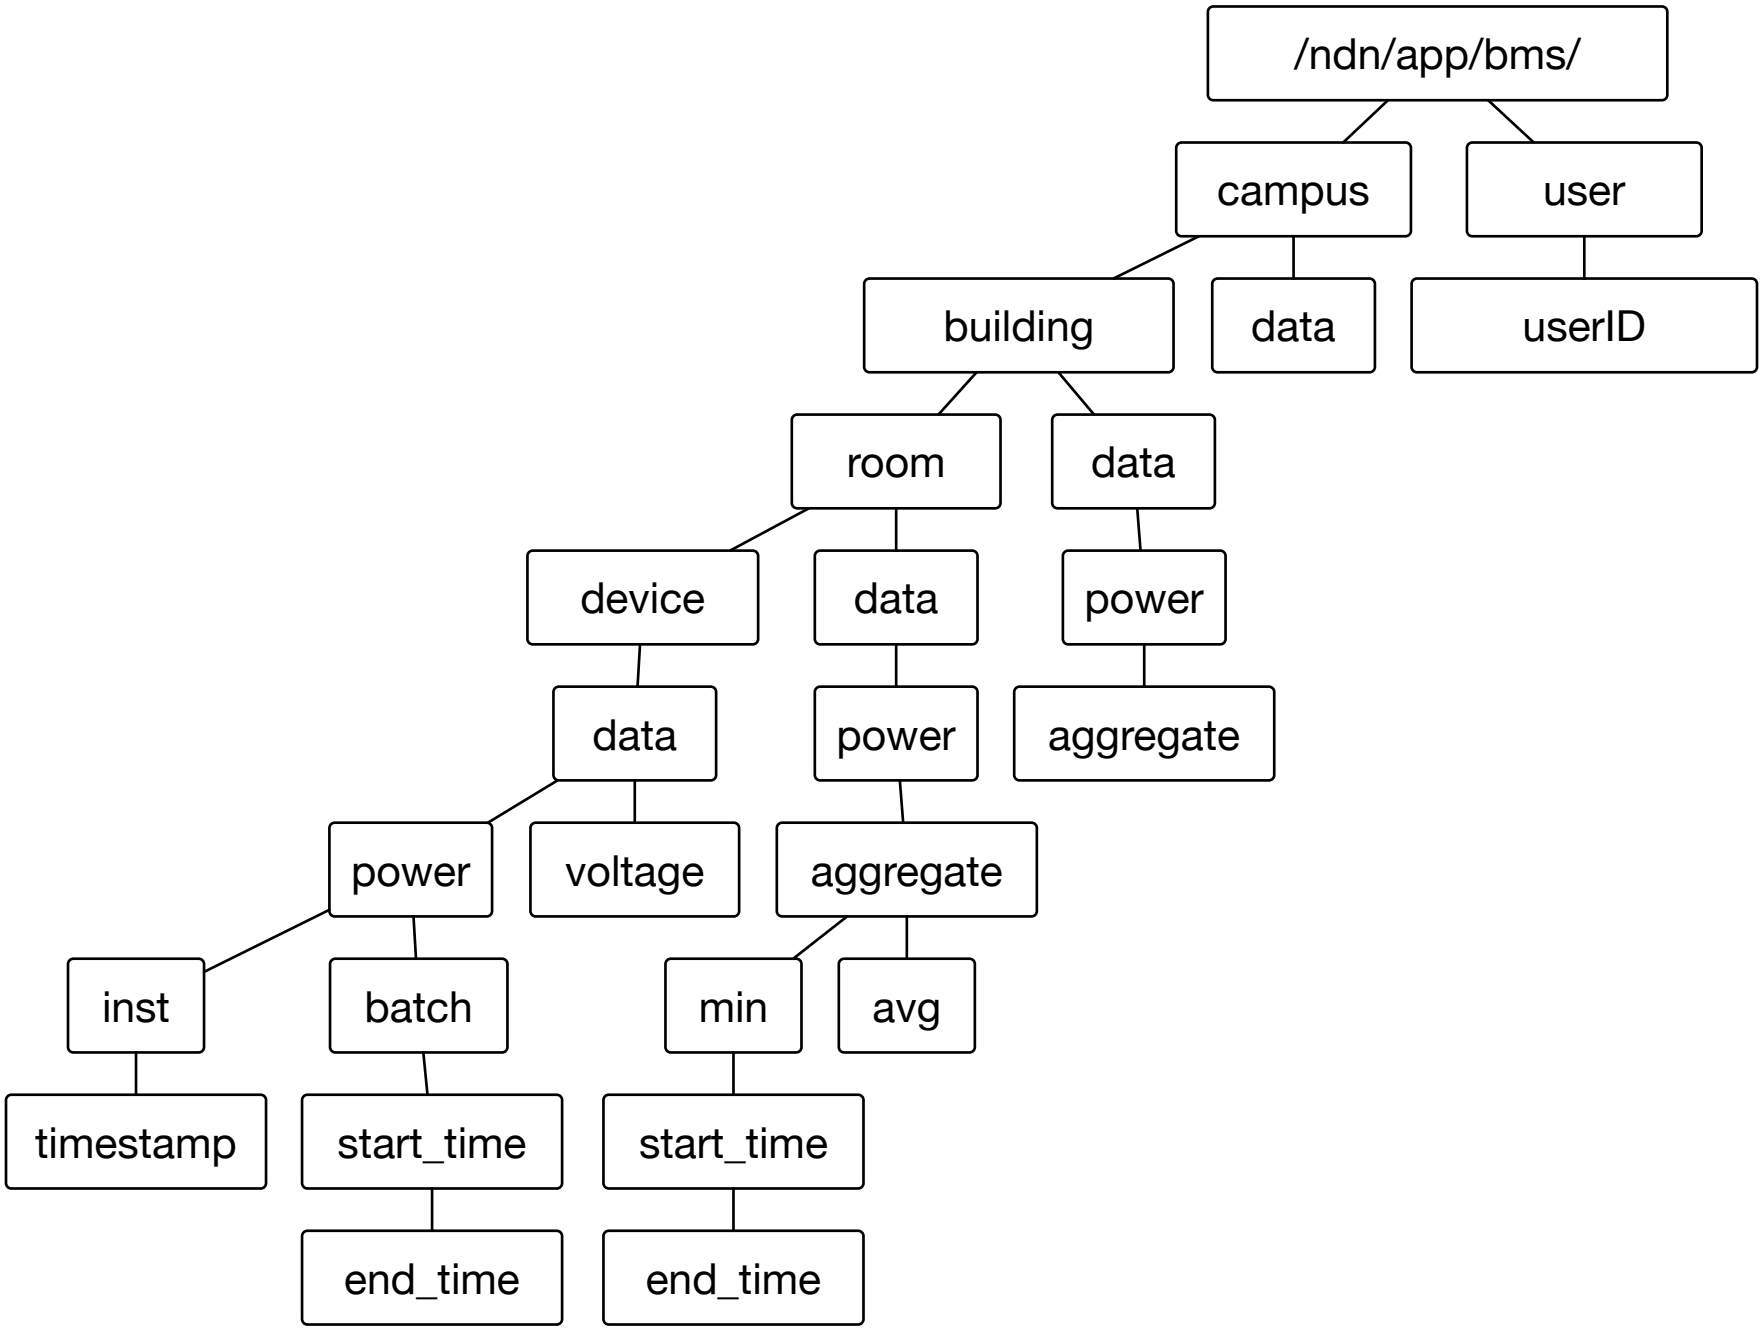 /ndn/app/bms/
campus
user
building
data
userID
room
data
device
data
power
data
power
aggregate
power
voltage
aggregate
inst
batch
min
avg
timestamp
start_time
start_time
end_time
end_time